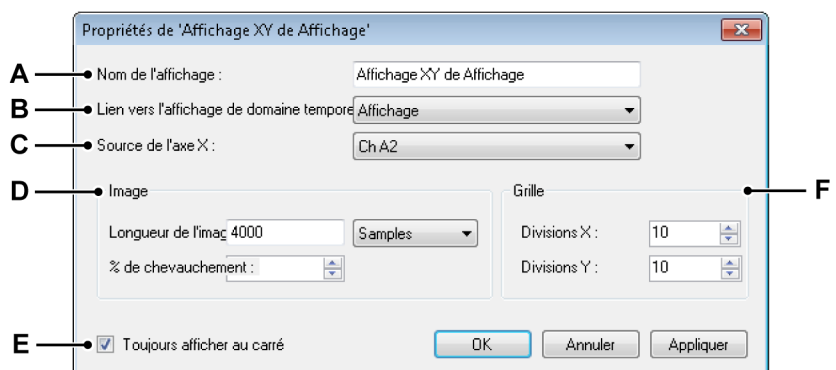 Propriétés de 'Affichage XY de Affichage'
A Nom de l'affichage : Affichage XY de Affichage
B Lien vers l'affichage de domaine tempore Affichage
C Source de l'axe X : Ch A2
D Image Grille F
Longueur de l'imag 4000 Samples Divisions X : 10
% de chevauchement : Divisions Y : 10
E Toujours afficher au carré OK Annuler Appliquer